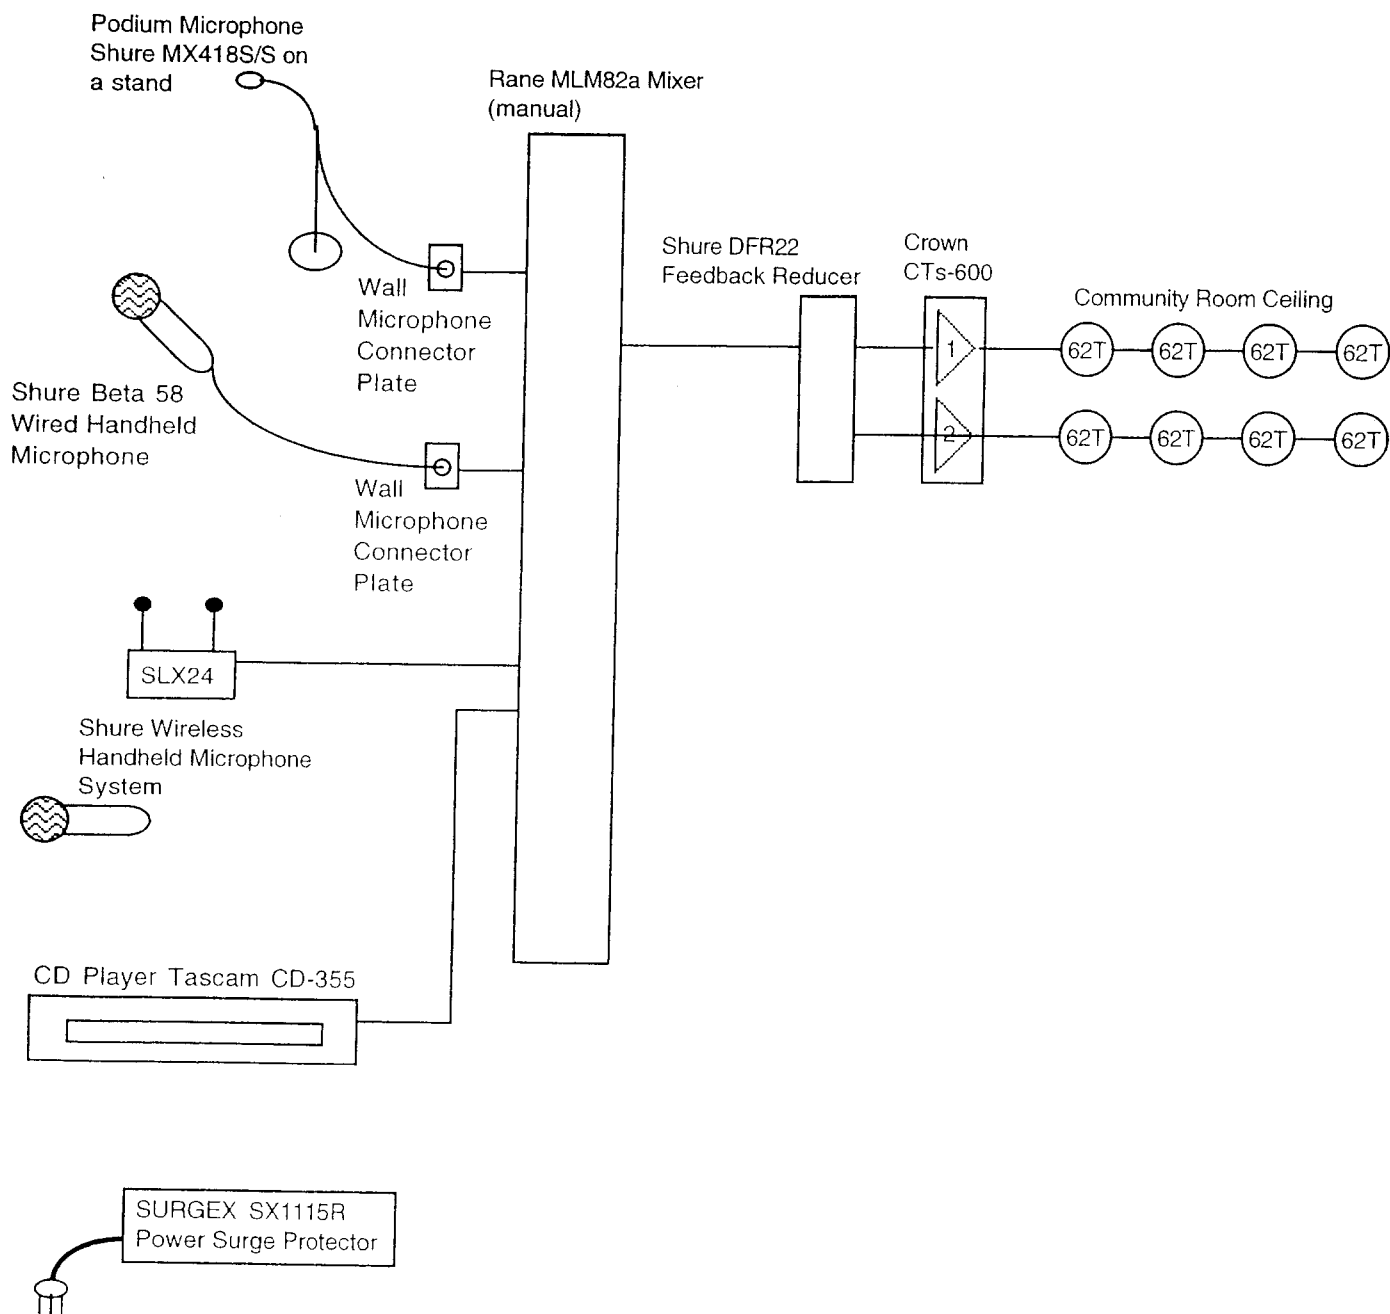 Podium Microphone
Shure MX418S/S on
a stand
Rane MLM82a Mixer
(manual)
Wall
Microphone
Connector
Plate
Shure Beta 58
Wired Handheld
Microphone
Wall
Microphone
Connector
Plate
Shure DFR22
Feedback Reducer
Crown
CTs-600
Community Room Ceiling
1
62T
62T
62T
62T
2
62T
62T
62T
62T
SLX24
Shure Wireless
Handheld Microphone
System
CD Player Tascam CD-355
SURGEX SX1115R
Power Surge Protector